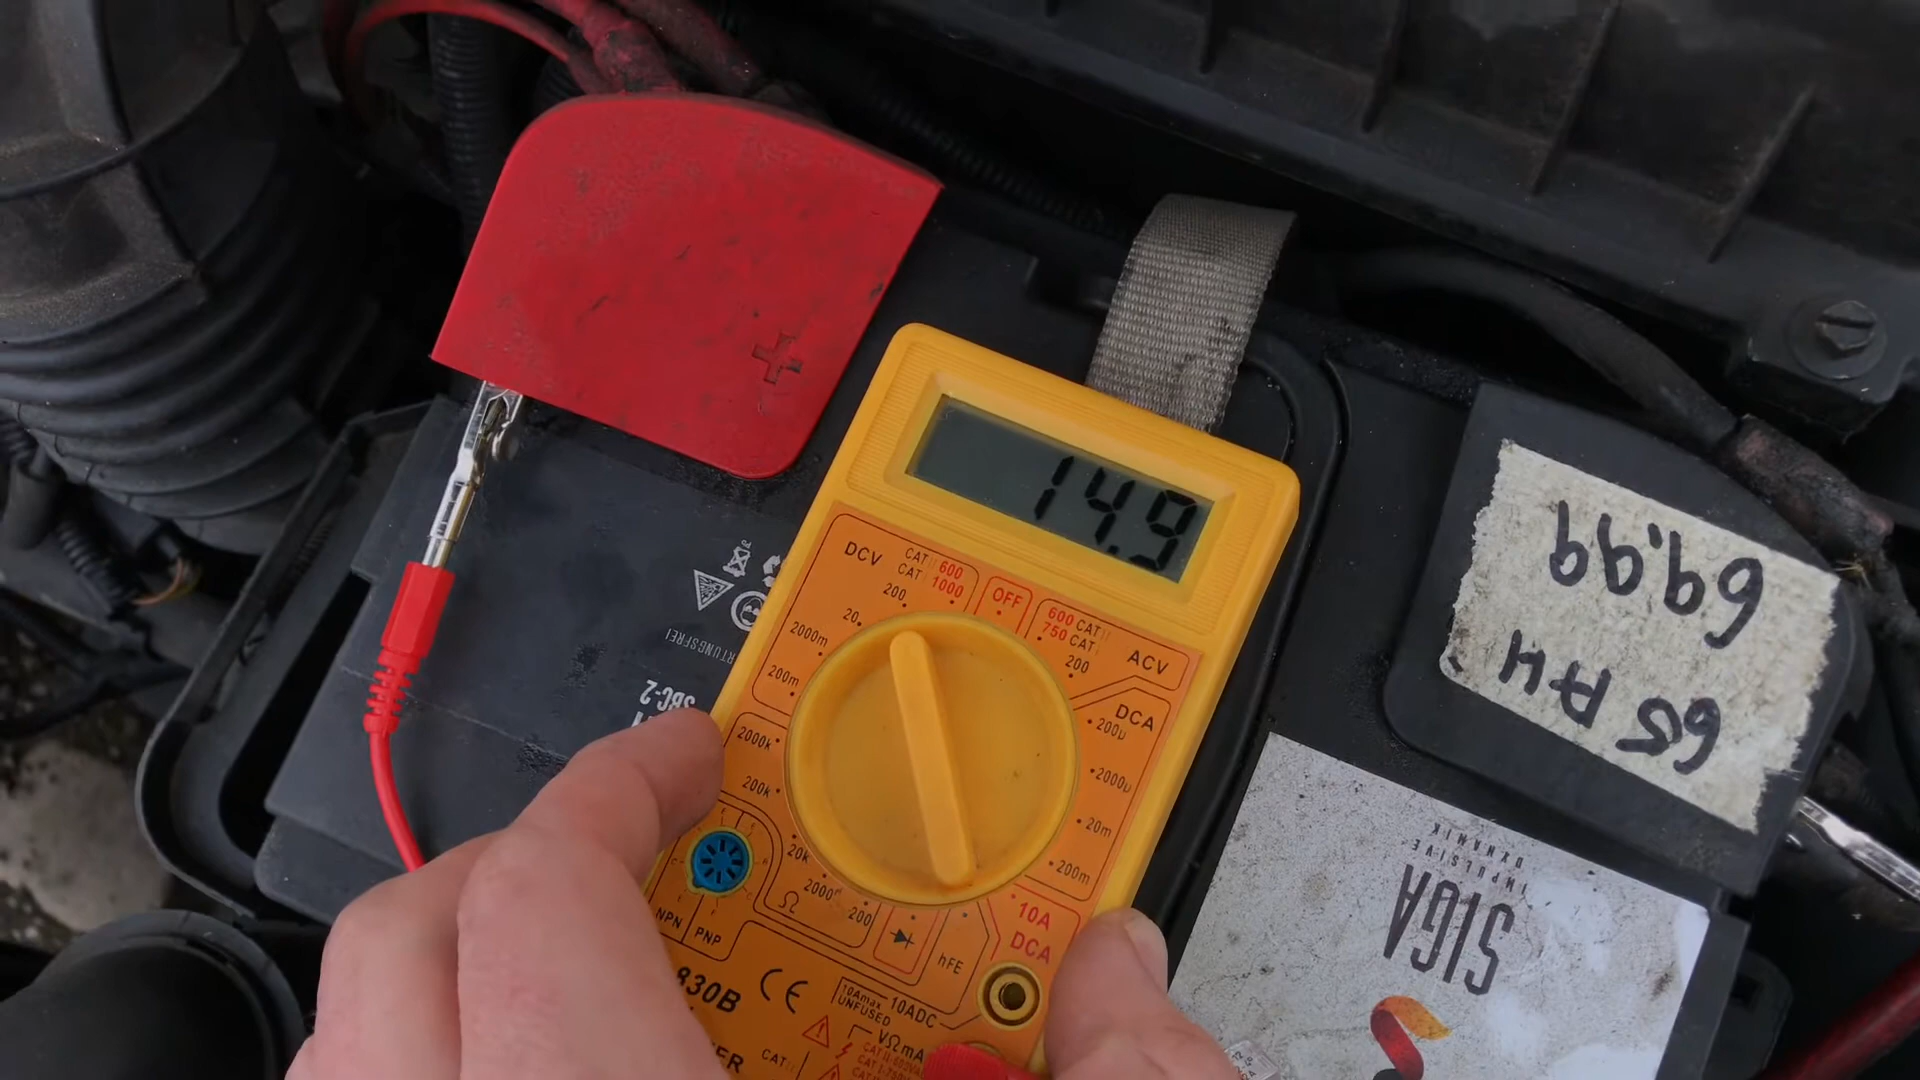 14.9
DCV
CAT II 600
CAT I 1000
OFF
600 CAT II
750 CAT I
ACV
200
20
2000m
200m
2000k
200k
20k
2000
200
Ω
200
DCA
200μ
2000μ
20m
200m
10A
DCA
hFE
NPN
PNP
830B
CE
10Amax
UNFUSED
10ADC
VΩmA
CAT
69.99
65 AH
SIGA
IMPULSIVE
DYNAMIK
SBC-2
+